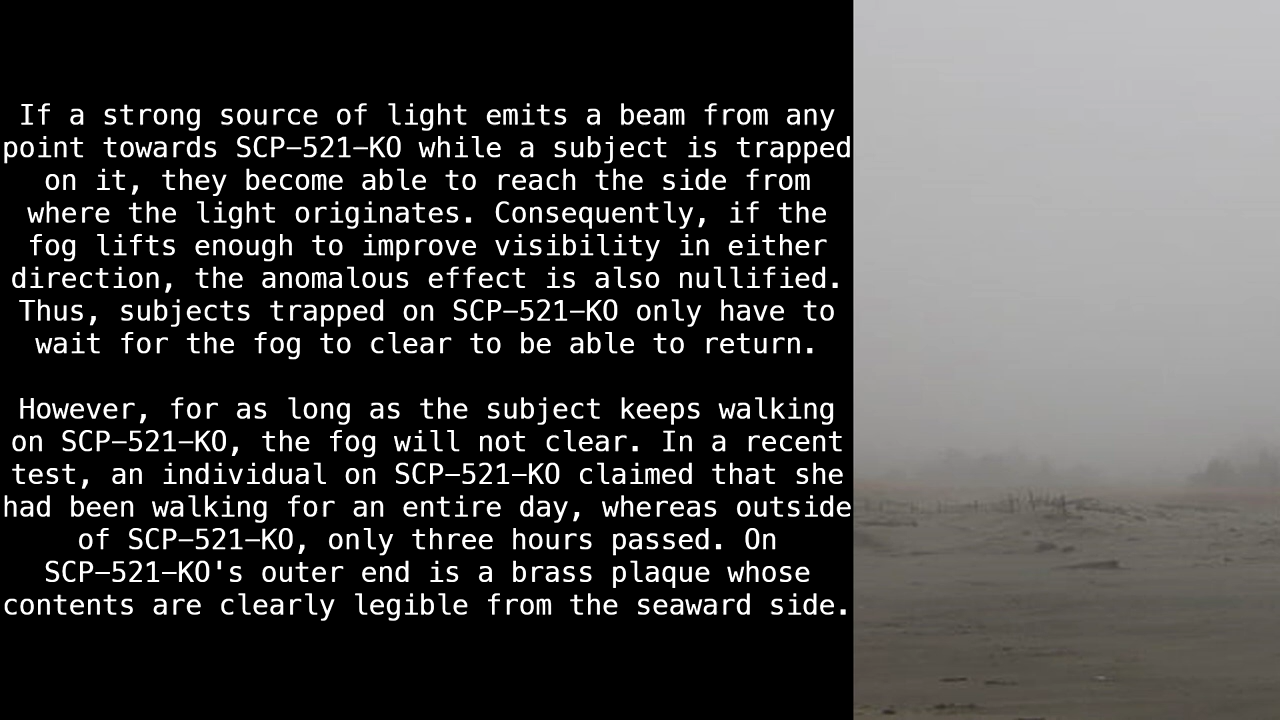 If a strong source of light emits a beam from any
point towards SCP–521–KO while a subject is trapped
on it, they become able to reach the side from
where the light originates. Consequently, if the
fog lifts enough to improve visibility in either
direction, the anomalous effect is also nullified.
Thus, subjects trapped on SCP–521–KO only have to
wait for the fog to clear to be able to return.
However, for as long as the subject keeps walking
on SCP–521–KO, the fog will not clear. In a recent
test, an individual on SCP–521–KO claimed that she
had been walking for an entire day, whereas outside
of SCP–521–KO, only three hours passed. On
SCP–521–KO's outer end is a brass plaque whose
contents are clearly legible from the seaward side.